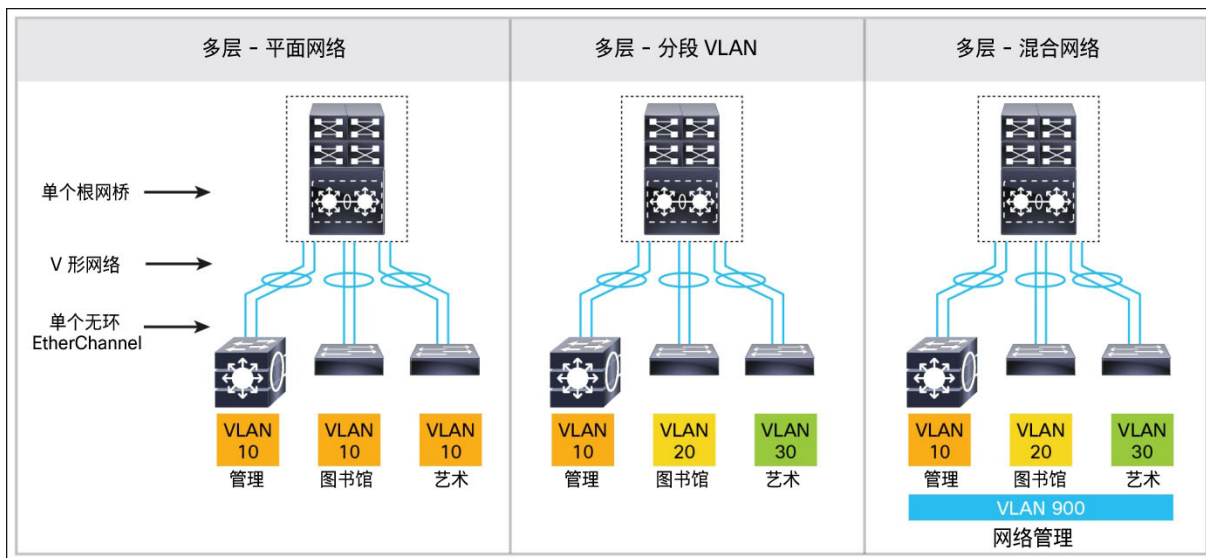 多层 - 平面网络
多层 - 分段 VLAN
多层 - 混合网络
单个根网桥
V 形网络
单个无环
EtherChannel
VLAN
10
管理
VLAN
10
图书馆
VLAN
10
艺术
VLAN
10
管理
VLAN
20
图书馆
VLAN
30
艺术
VLAN
10
管理
VLAN
20
图书馆
VLAN
30
艺术
VLAN 900
网络管理